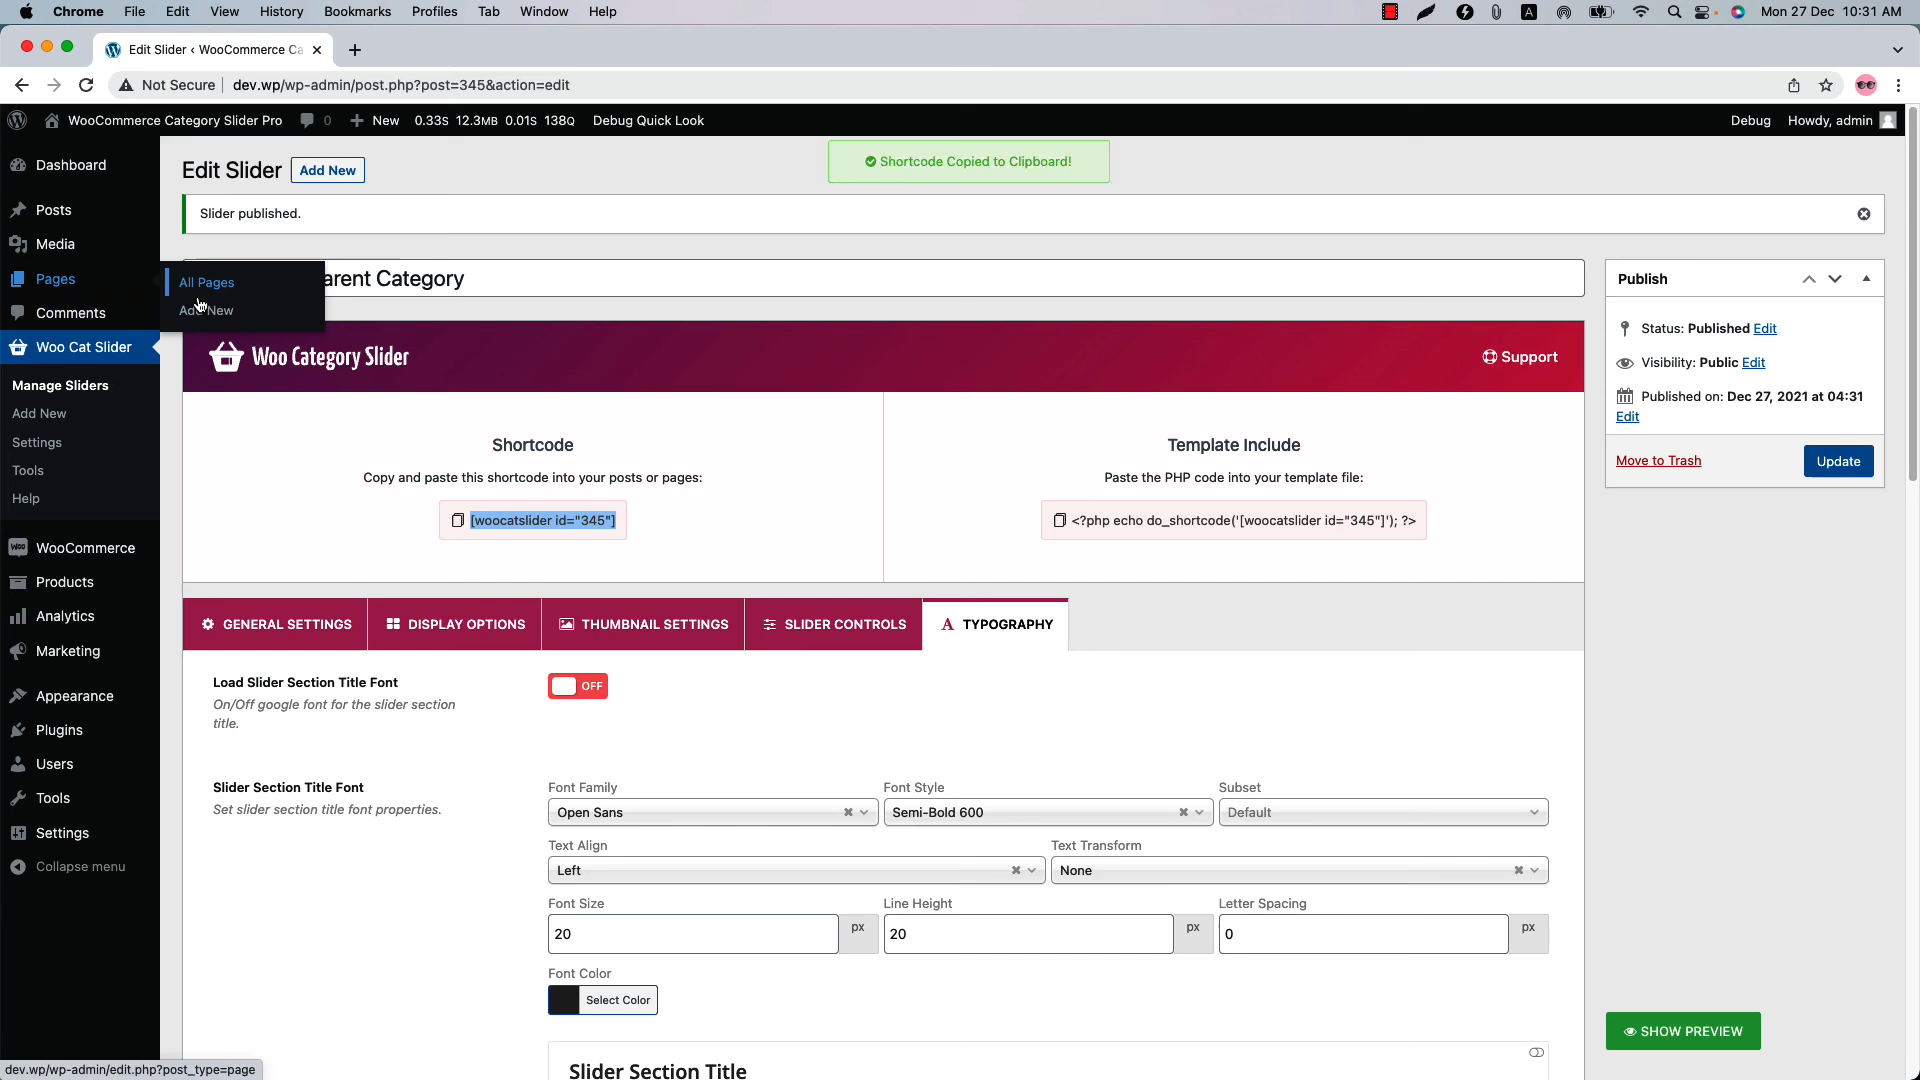 Chrome File Edit View History Bookmarks Profiles Tab Window Help Mon 27 Dec 10:31 AM
Edit Slider ‹ WooCommerce Ca
Not Secure dev.wp/wp-admin/post.php?post=345&action=edit
WooCommerce Category Slider Pro 0 New 0.33S 12.3MB 0.01S 138Q Debug Quick Look Debug Howdy, admin
Dashboard
Posts
Media
Pages
Comments
Woo Cat Slider
Manage Sliders
Add New
Settings
Tools
Help
WooCommerce
Products
Analytics
Marketing
Appearance
Plugins
Users
Tools
Settings
Collapse menu
All Pages
Add New
Edit Slider Add New
Shortcode Copied to Clipboard!
Slider published.
arent Category
Woo Category Slider Support
Shortcode
Copy and paste this shortcode into your posts or pages:
[woocatslider id="345"]
Template Include
Paste the PHP code into your template file:
<?php echo do_shortcode('[woocatslider id="345"]'); ?>
GENERAL SETTINGS DISPLAY OPTIONS THUMBNAIL SETTINGS SLIDER CONTROLS A TYPOGRAPHY
Load Slider Section Title Font
On/Off google font for the slider section
title.
OFF
Slider Section Title Font
Set slider section title font properties.
Font Family Font Style Subset
Open Sans Semi-Bold 600 Default
Text Align Text Transform
Left None
Font Size Line Height Letter Spacing
20 px 20 px 0 px
Font Color
Select Color
Slider Section Title
Publish
Status: Published Edit
Visibility: Public Edit
Published on: Dec 27, 2021 at 04:31
Edit
Move to Trash Update
SHOW PREVIEW
dev.wp/wp-admin/edit.php?post_type=page